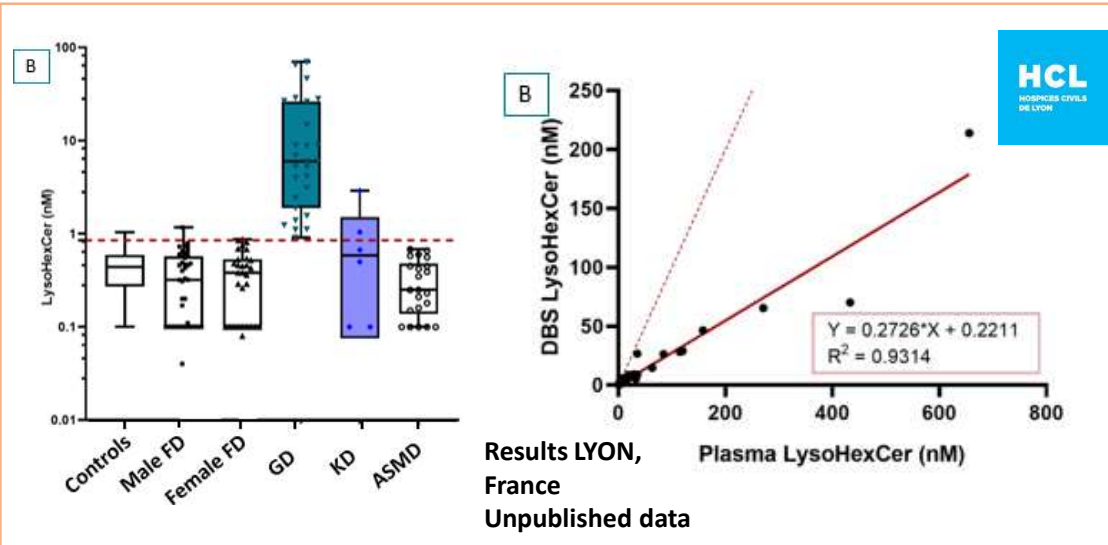 B
LysoHexCer (nM)
100
10
1
0.1
0.01
Controls
Male FD
Female FD
GD
KD
ASMD
B
DBS LysoHexCer (nM)
250
200
150
100
50
0
0 200 400 600 800
Plasma LysoHexCer (nM)
Y = 0.2726*X + 0.2211
R² = 0.9314
HCL
HOSPICES CIVILS
DE LYON
Results LYON,
France
Unpublished data